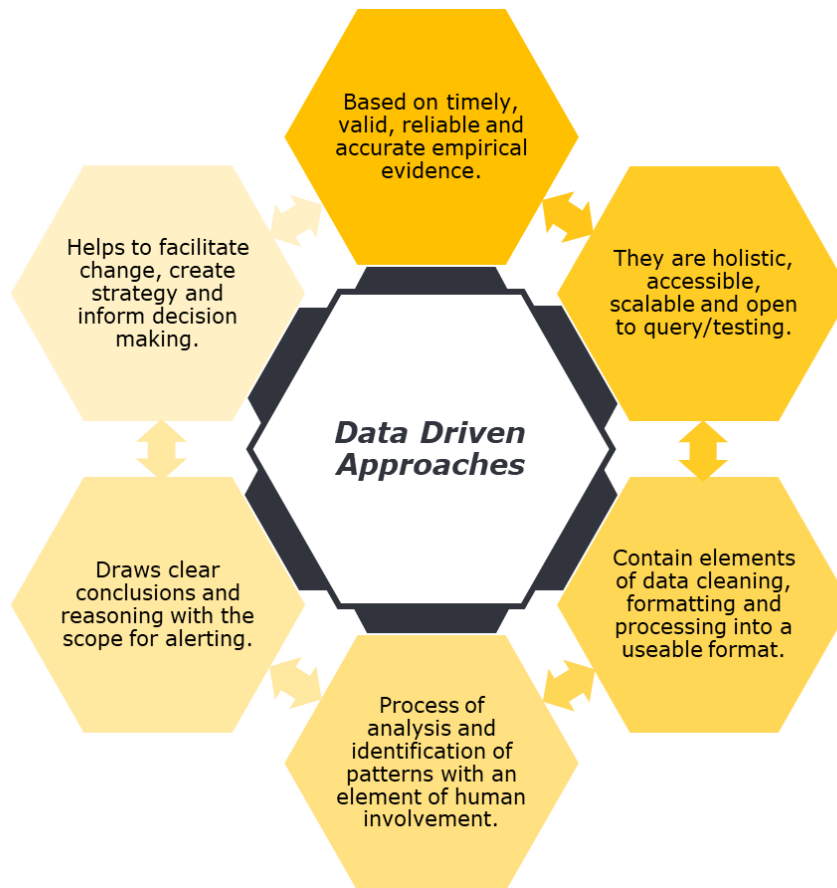 Based on timely,
valid, reliable and
accurate empirical
evidence.
They are holistic,
accessible,
scalable and open
to query/testing.
Contain elements
of data cleaning,
formatting and
processing into a
useable format.
Process of
analysis and
identification of
patterns with an
element of human
involvement.
Draws clear
conclusions and
reasoning with the
scope for alerting.
Helps to facilitate
change, create
strategy and
inform decision
making.
Data Driven
Approaches